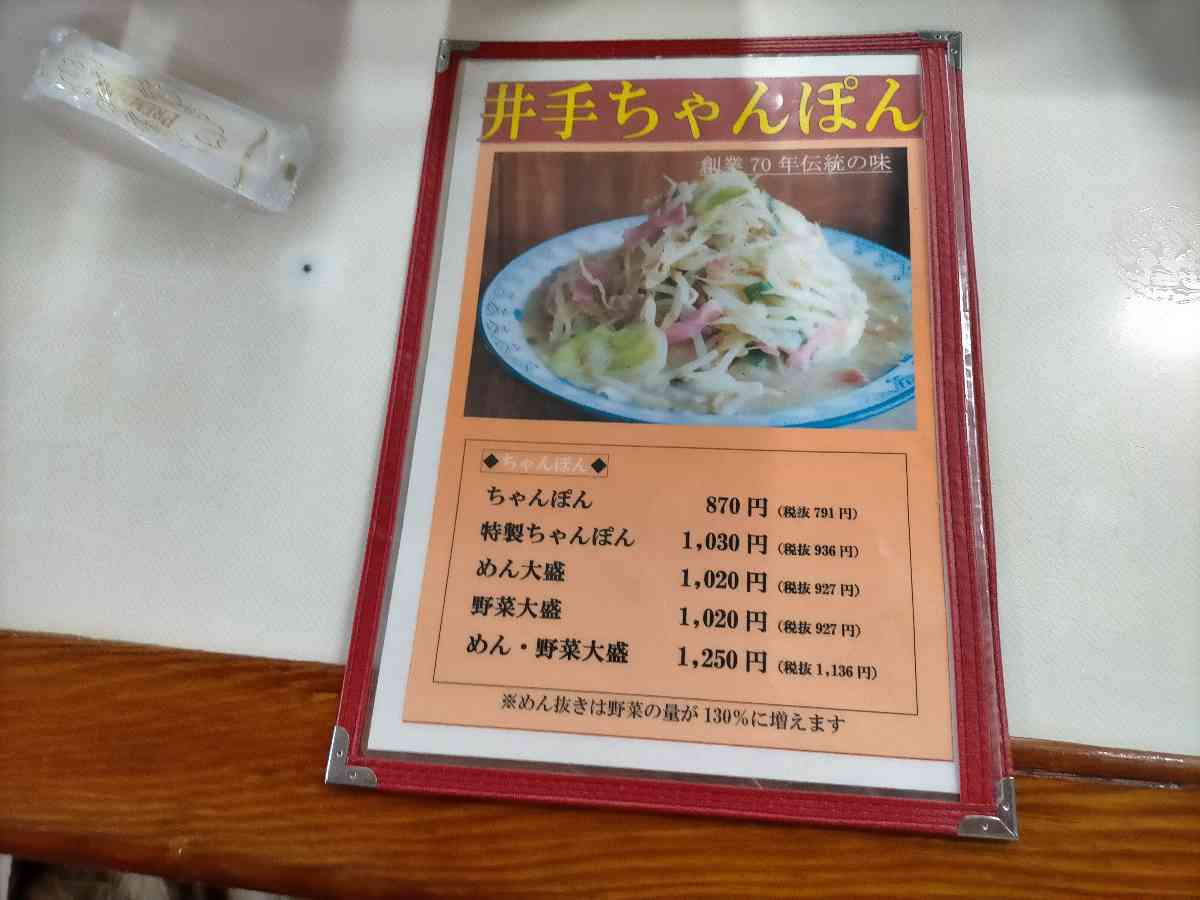 井手ちゃんぽん
創業70年伝統の味
◆ちゃんぽん◆
ちゃんぽん 870円 (税抜 791円)
特製ちゃんぽん 1,030円 (税抜 936円)
めん大盛 1,020円 (税抜 927円)
野菜大盛 1,020円 (税抜 927円)
めん・野菜大盛 1,250円 (税抜 1,136円)
※めん抜きは野菜の量が130%に増えます